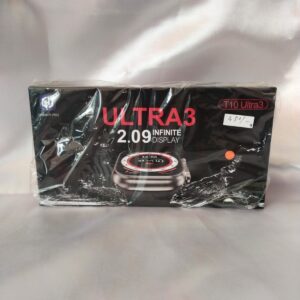 T10 Ultra3
ULTRA3
2.09 INFINITE
DISPLAY